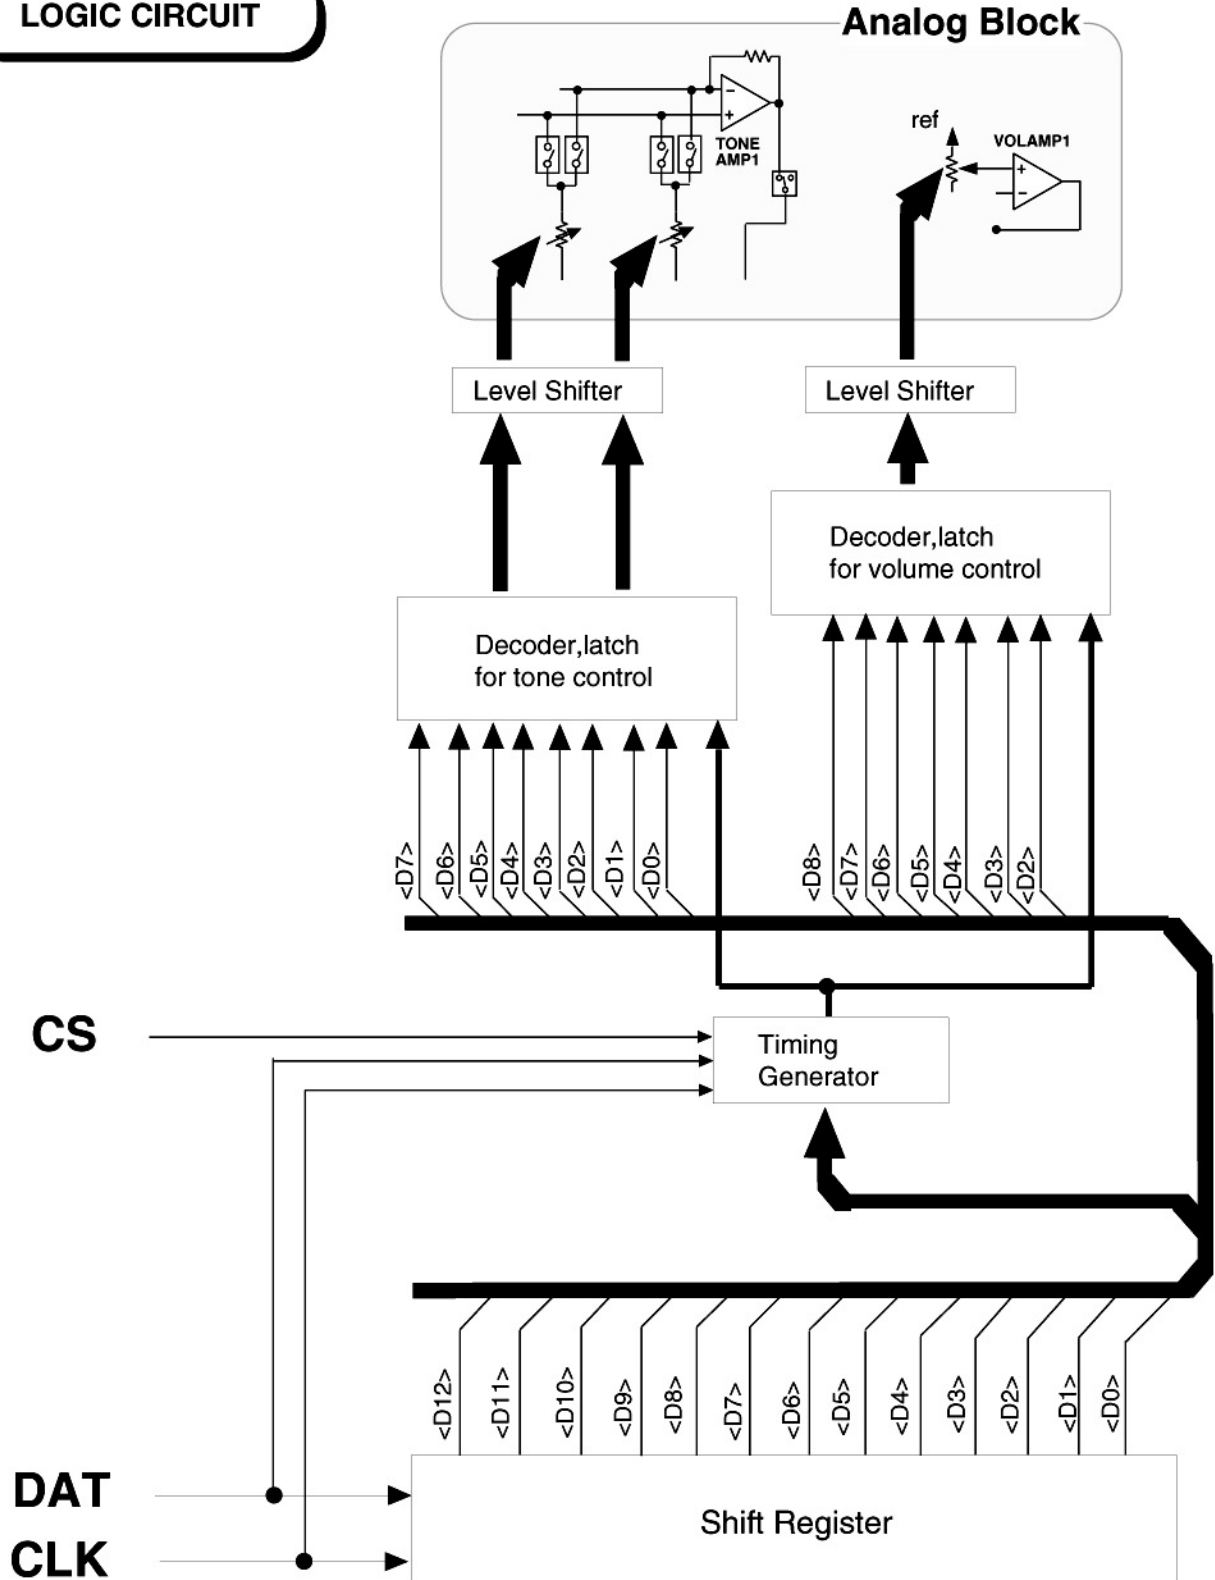 LOGIC CIRCUIT
Analog Block
TONE
AMP1
ref
VOLAMP1
Level Shifter
Level Shifter
Decoder,latch
for volume control
Decoder,latch
for tone control
<D7>
<D6>
<D5>
<D4>
<D3>
<D2>
<D1>
<D0>
<D8>
<D7>
<D6>
<D5>
<D4>
<D3>
<D2>
CS
Timing
Generator
<D12>
<D11>
<D10>
<D9>
<D8>
<D7>
<D6>
<D5>
<D4>
<D3>
<D2>
<D1>
<D0>
DAT
Shift Register
CLK